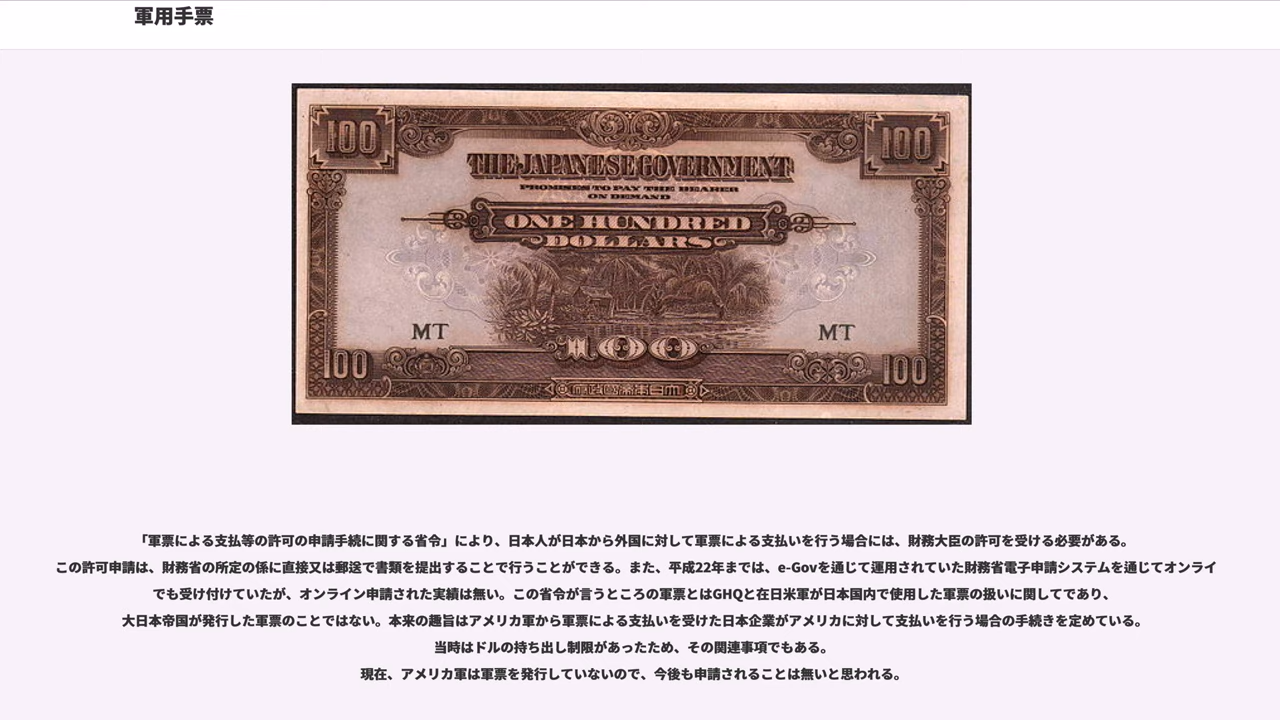 軍用手票
100
100
THE JAPANESE GOVERNMENT
PROMISES TO PAY THE BEARER
ON DEMAND
ONE HUNDRED
DOLLARS
MT
MT
100
100
100
府政國帝本日大
「軍票による支払等の許可の申請手続に関する省令」により、日本人が日本から外国に対して軍票による支払いを行う場合には、財務大臣の許可を受ける必要がある。
この許可申請は、財務省の所定の係に直接又は郵送で書類を提出することで行うことができる。また、平成22年までは、e-Govを通じて運用されていた財務省電子申請システムを通じてオンライ
でも受け付けていたが、オンライン申請された実績は無い。この省令が言うところの軍票とはGHQと在日米軍が日本国内で使用した軍票の扱いに関してであり、
大日本帝国が発行した軍票のことではない。本来の趣旨はアメリカ軍から軍票による支払いを受けた日本企業がアメリカに対して支払いを行う場合の手続きを定めている。
当時はドルの持ち出し制限があったため、その関連事項でもある。
現在、アメリカ軍は軍票を発行していないので、今後も申請されることは無いと思われる。